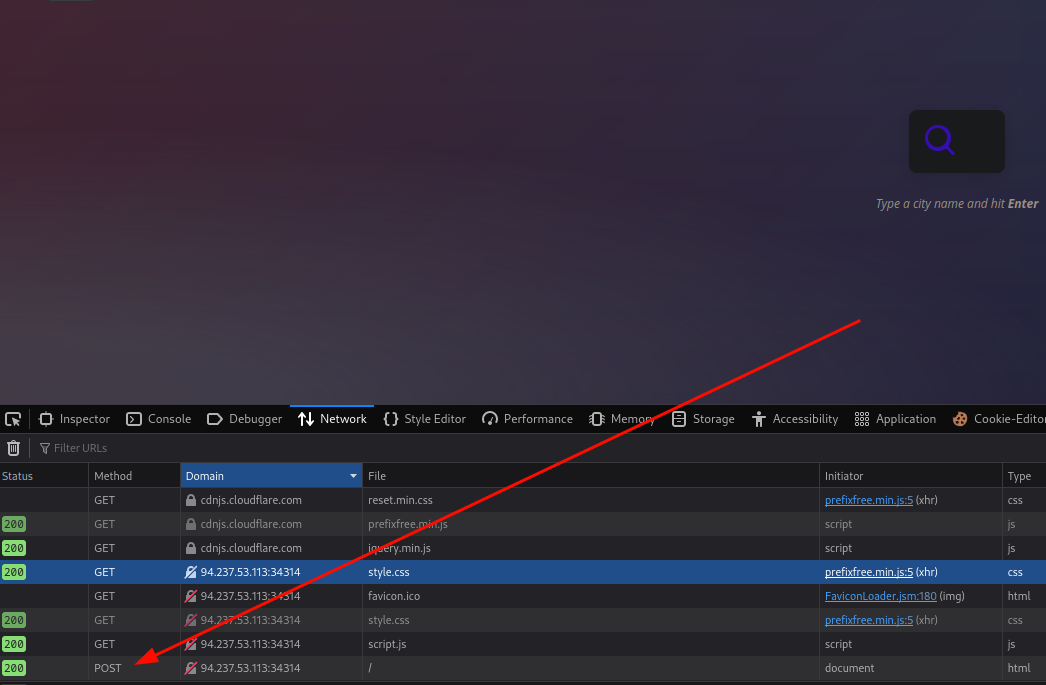 Type a city name and hit Enter
Inspector Console Debugger Network Style Editor Performance Memory Storage Accessibility Application Cookie-Editor
Filter URLs
Status Method Domain File Initiator Type
GET cdnjs.cloudflare.com reset.min.css prefixfree.min.js:5 (xhr) css
200 GET cdnjs.cloudflare.com prefixfree.min.js script js
200 GET cdnjs.cloudflare.com jquery.min.js script js
200 GET 94.237.53.113:34314 style.css prefixfree.min.js:5 (xhr) css
GET 94.237.53.113:34314 favicon.ico FaviconLoader.jsm:180 (img) html
200 GET 94.237.53.113:34314 style.css prefixfree.min.js:5 (xhr) css
200 GET 94.237.53.113:34314 script.js script js
200 POST 94.237.53.113:34314 / document html